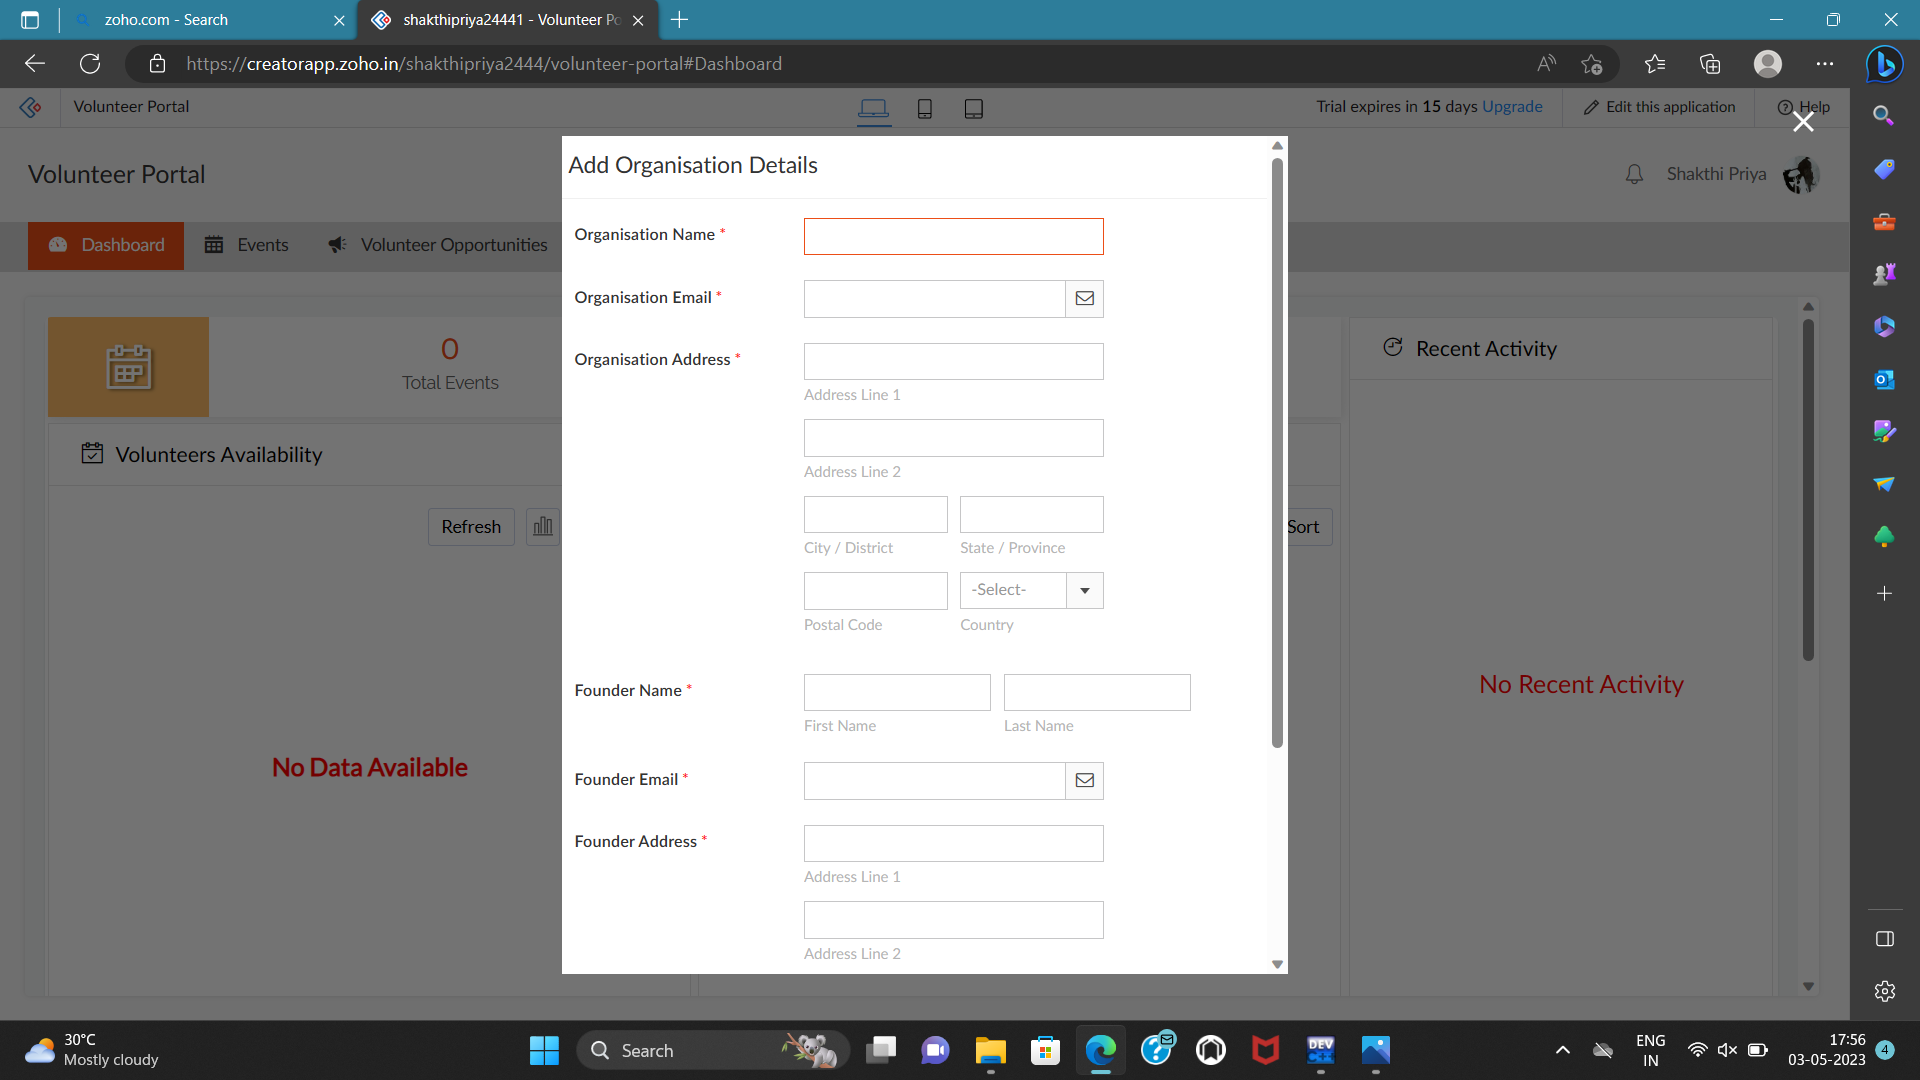 zoho.com - Search
shakthipriya24441 - Volunteer Po
https://creatorapp.zoho.in/shakthipriya2444/volunteer-portal#Dashboard
Volunteer Portal
Trial expires in 15 days Upgrade
Edit this application
Help
Volunteer Portal
Shakthi Priya
Dashboard
Events
Volunteer Opportunities
0
Total Events
Volunteers Availability
Refresh
No Data Available
Add Organisation Details
Organisation Name *
Organisation Email *
Organisation Address *
Address Line 1
Address Line 2
City / District
State / Province
-Select-
Postal Code
Country
Founder Name *
First Name
Last Name
Founder Email *
Founder Address *
Address Line 1
Address Line 2
Sort
Recent Activity
No Recent Activity
30°C
Mostly cloudy
Search
DEV
C++
ENG
IN
17:56
03-05-2023
4